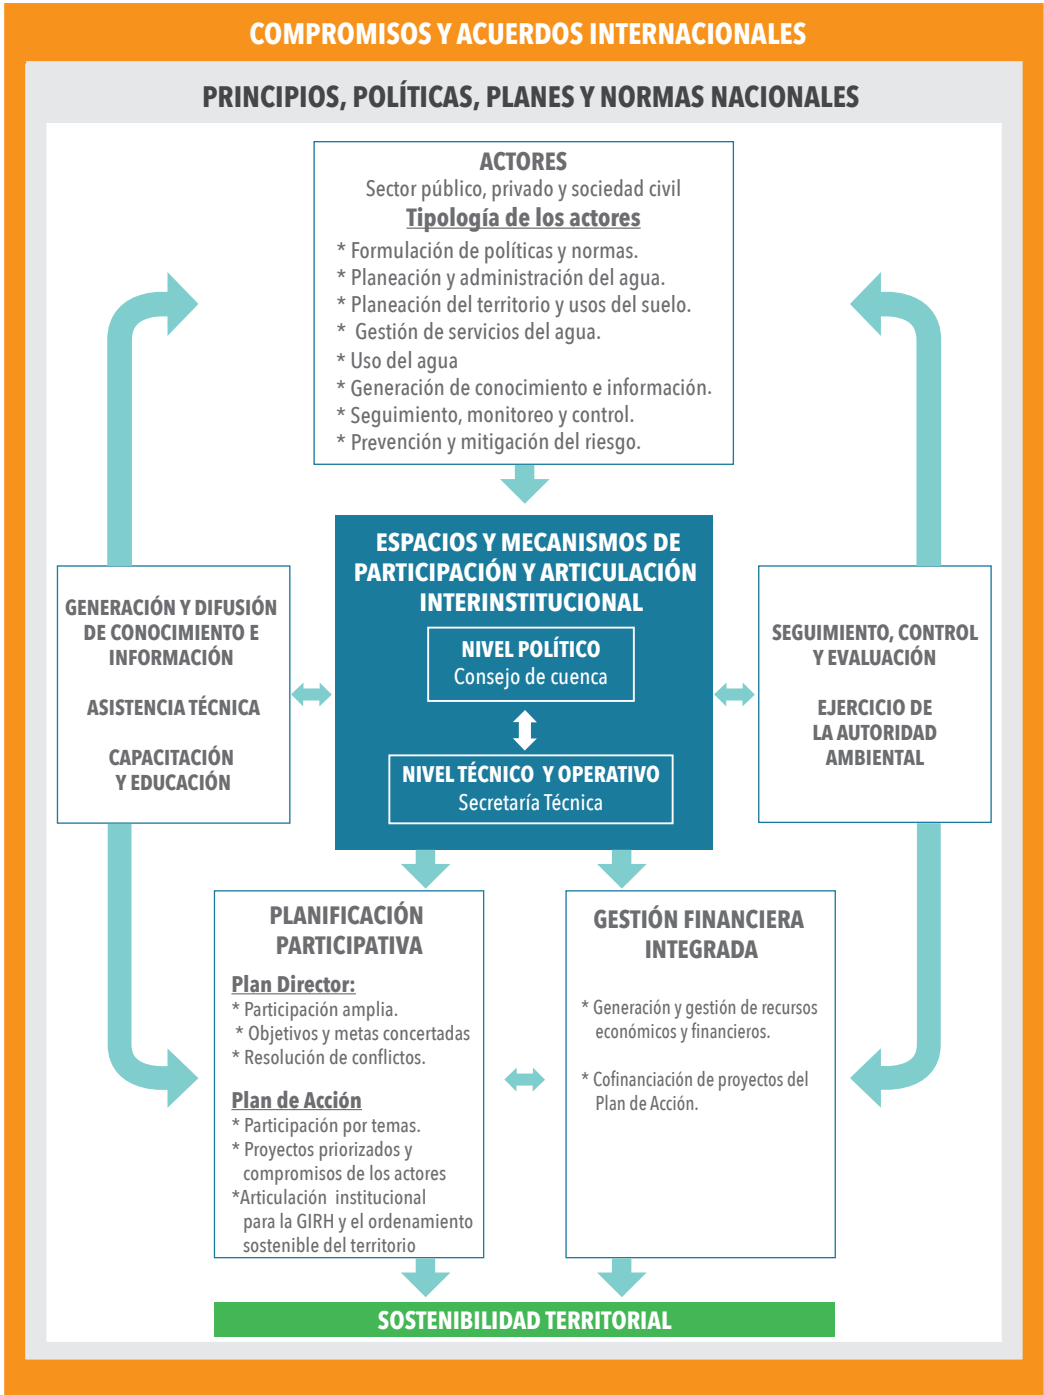 COMPROMISOS Y ACUERDOS INTERNACIONALES
PRINCIPIOS, POLÍTICAS, PLANES Y NORMAS NACIONALES
ACTORES
Sector público, privado y sociedad civil
Tipología de los actores
* Formulación de políticas y normas.
* Planeación y administración del agua.
* Planeación del territorio y usos del suelo.
* Gestión de servicios del agua.
* Uso del agua
* Generación de conocimiento e información.
* Seguimiento, monitoreo y control.
* Prevención y mitigación del riesgo.
ESPACIOS Y MECANISMOS DE
PARTICIPACIÓN Y ARTICULACIÓN
INTERINSTITUCIONAL
NIVEL POLÍTICO
Consejo de cuenca
NIVEL TÉCNICO Y OPERATIVO
Secretaría Técnica
GENERACIÓN Y DIFUSIÓN
DE CONOCIMIENTO E
INFORMACIÓN
ASISTENCIA TÉCNICA
CAPACITACIÓN
Y EDUCACIÓN
SEGUIMIENTO, CONTROL
Y EVALUACIÓN
EJERCICIO DE
LA AUTORIDAD
AMBIENTAL
PLANIFICACIÓN
PARTICIPATIVA
Plan Director:
* Participación amplia.
* Objetivos y metas concertadas
* Resolución de conflictos.
Plan de Acción
* Participación por temas.
* Proyectos priorizados y
compromisos de los actores
*Articulación institucional
para la GIRH y el ordenamiento
sostenible del territorio
GESTIÓN FINANCIERA
INTEGRADA
* Generación y gestión de recursos
económicos y financieros.
* Cofinanciación de proyectos del
Plan de Acción.
SOSTENIBILIDAD TERRITORIAL